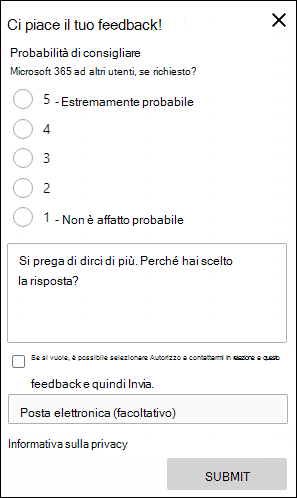 Ci piace il tuo feedback!
Probabilità di consigliare
Microsoft 365 ad altri utenti, se richiesto?
5 - Estremamente probabile
4
3
2
1 - Non è affatto probabile
Si prega di dirci di più. Perché hai scelto
la risposta?
Se si vuole, è possibile selezionare Autorizzo a contattarmi in relazione a questo
feedback e quindi Invia.
Posta elettronica (facoltativo)
Informativa sulla privacy
SUBMIT